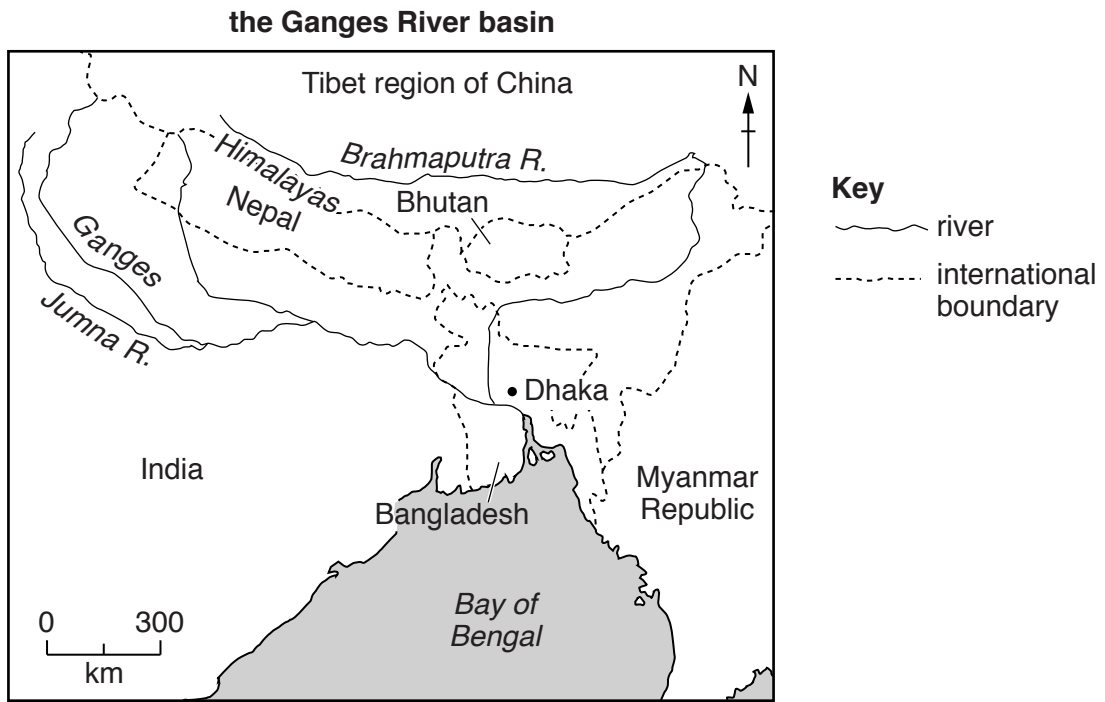 the Ganges River basin
Tibet region of China
N
Himalayas
Brahmaputra R.
Nepal
Bhutan
Ganges
Jumna R.
Dhaka
India
Bangladesh
Myanmar
Republic
Bay of
Bengal
0 300
km
Key
river
international
boundary